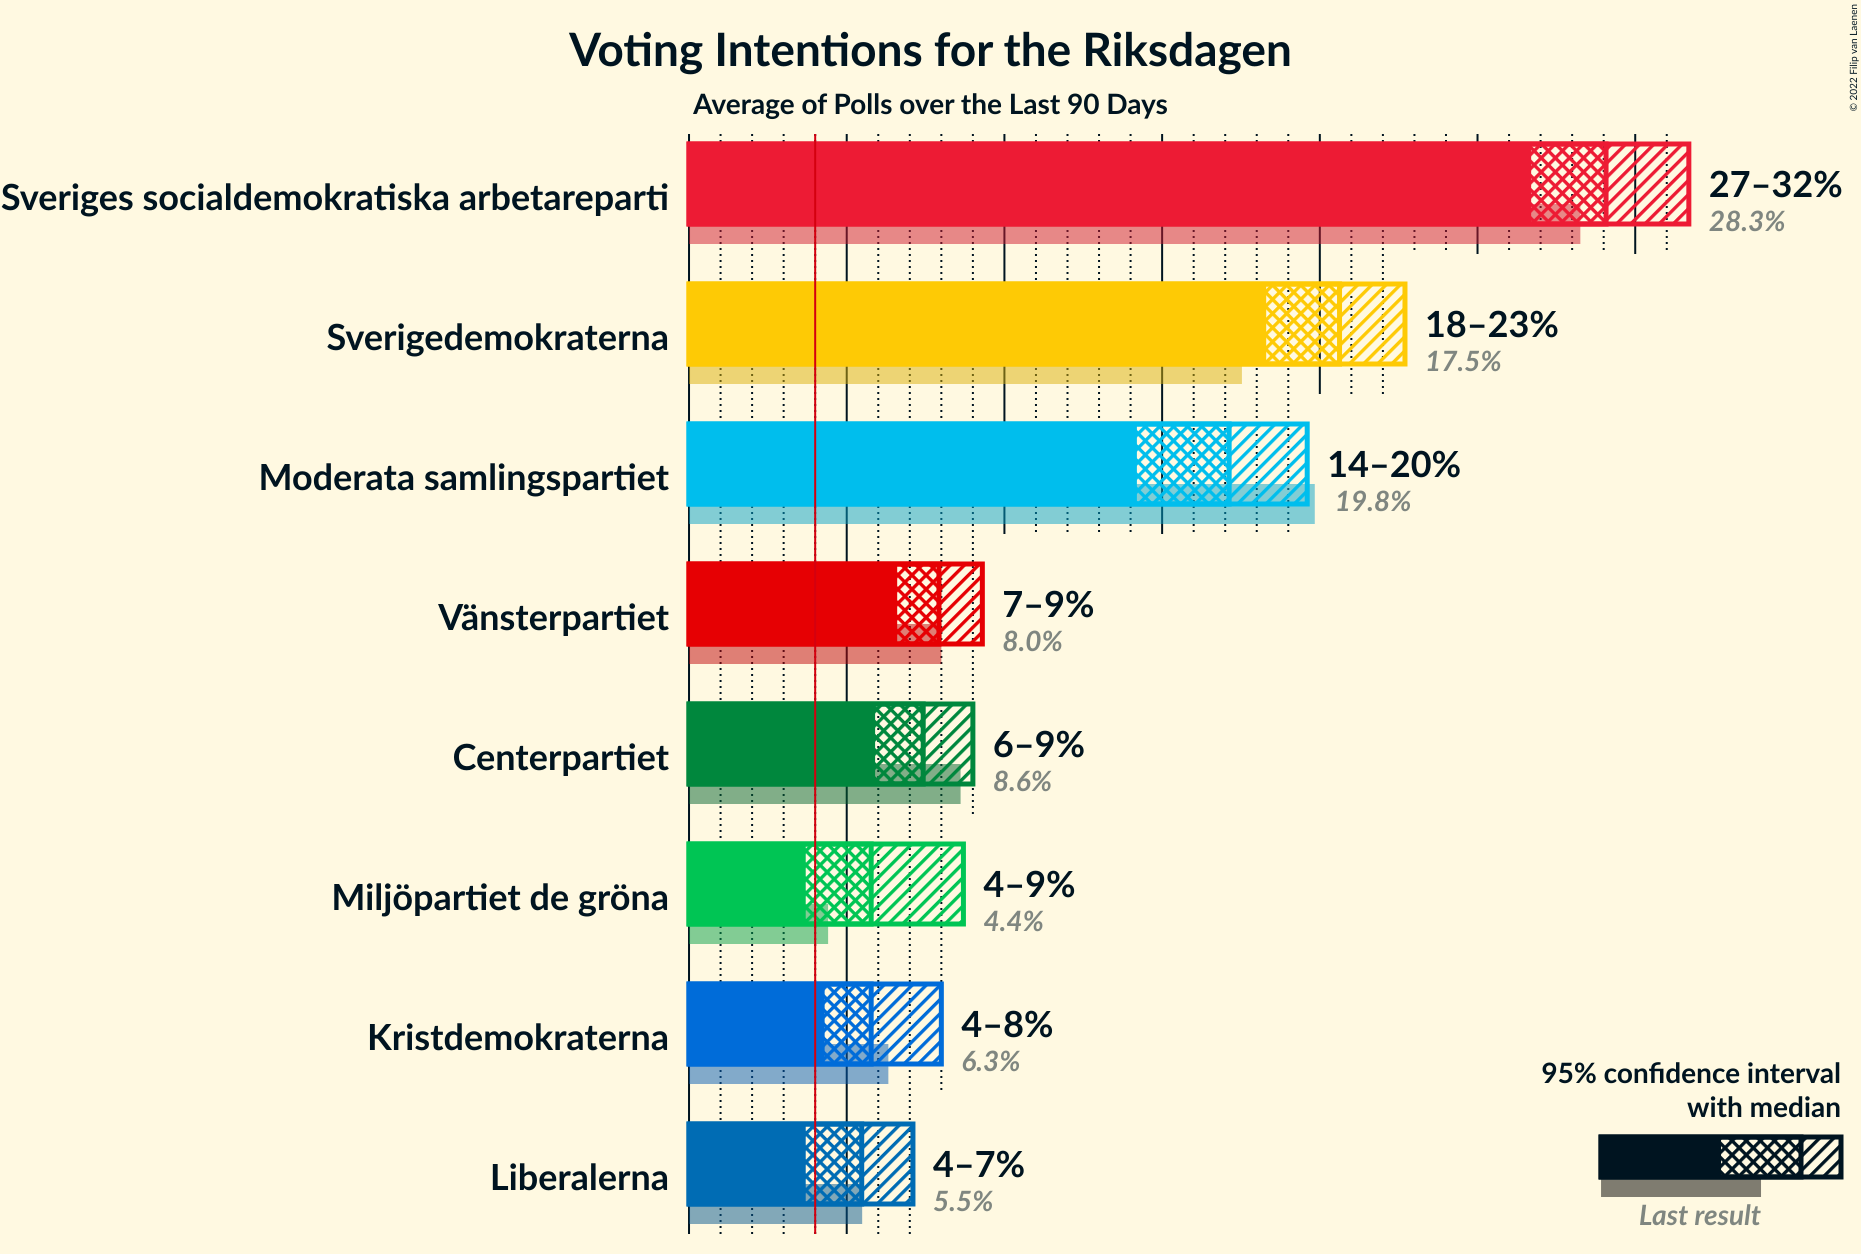 Voting Intentions for the Riksdagen
Average of Polls over the Last 90 Days
© 2022 Filip van Laenen
Sveriges socialdemokratiska arbetareparti
27–32%
28.3%
Sverigedemokraterna
18–23%
17.5%
Moderata samlingspartiet
14–20%
19.8%
Vänsterpartiet
7–9%
8.0%
Centerpartiet
6–9%
8.6%
Miljöpartiet de gröna
4–9%
4.4%
Kristdemokraterna
4–8%
6.3%
Liberalerna
4–7%
5.5%
95% confidence interval
with median
Last result